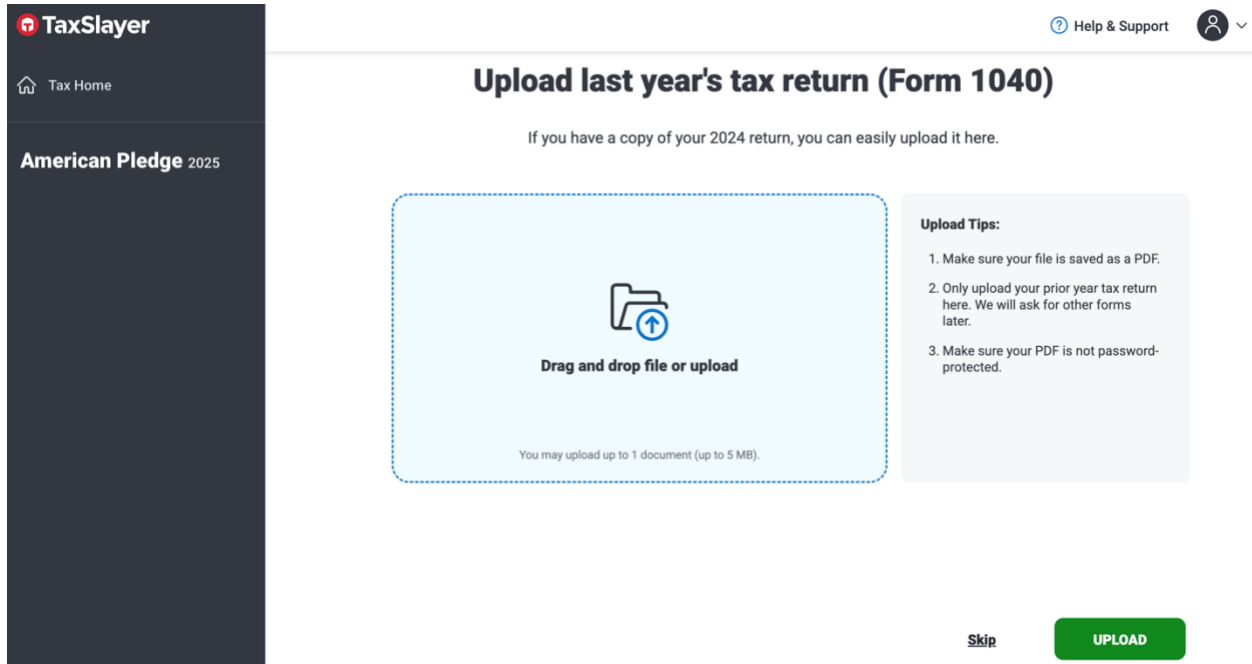 TaxSlayer
Help & Support
Tax Home
American Pledge 2025
Upload last year's tax return (Form 1040)
If you have a copy of your 2024 return, you can easily upload it here.
Drag and drop file or upload
You may upload up to 1 document (up to 5 MB).
Upload Tips:
1. Make sure your file is saved as a PDF.
2. Only upload your prior year tax return
here. We will ask for other forms
later.
3. Make sure your PDF is not password-
protected.
Skip
UPLOAD